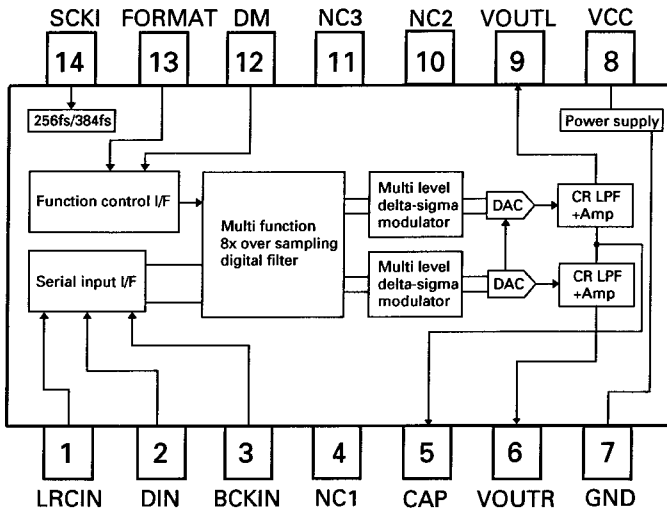 SCKI FORMAT DM NC3 NC2 VOUTL VCC
14 13 12 11 10 9 8
256fs/384fs
Power supply
Function control I/F
Multi function
8x over sampling
digital filter
Multi level
delta-sigma
modulator
DAC
CR LPF
+Amp
Serial input I/F
Multi level
delta-sigma
modulator
DAC
CR LPF
+Amp
1 2 3 4 5 6 7
LRCIN DIN BCKIN NC1 CAP VOUTR GND